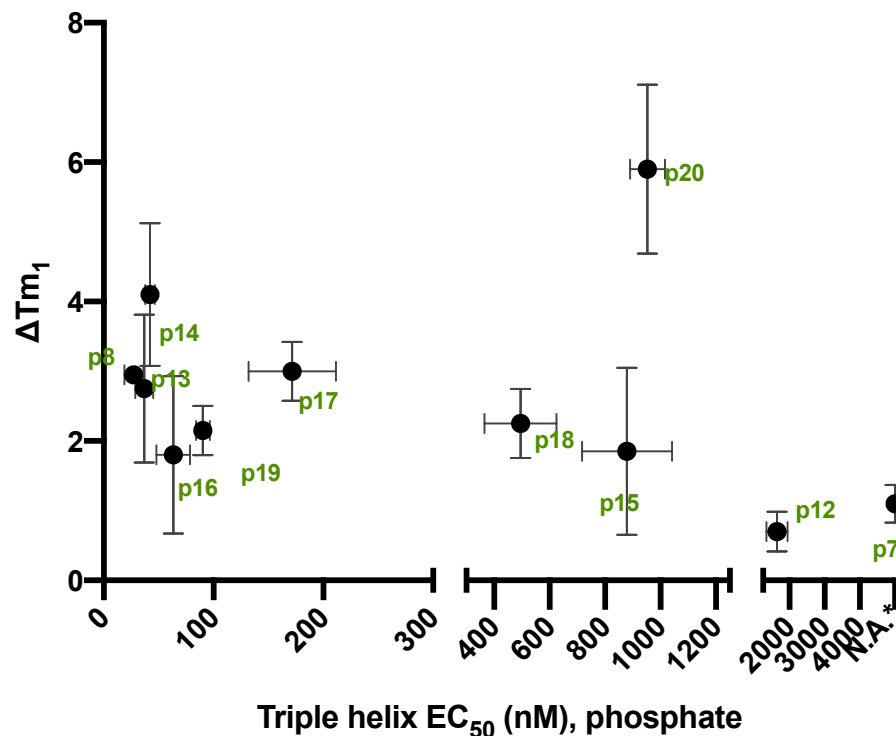 8
p20
6
ΔTm₁
p14
4
p8
p13
p17
p18
2
p19
p16
p15
p12
p7
0
0
100
200
300
400
600
800
1000
1200
2000
3000
4000
N.A.*
Triple helix EC₅₀ (nM), phosphate